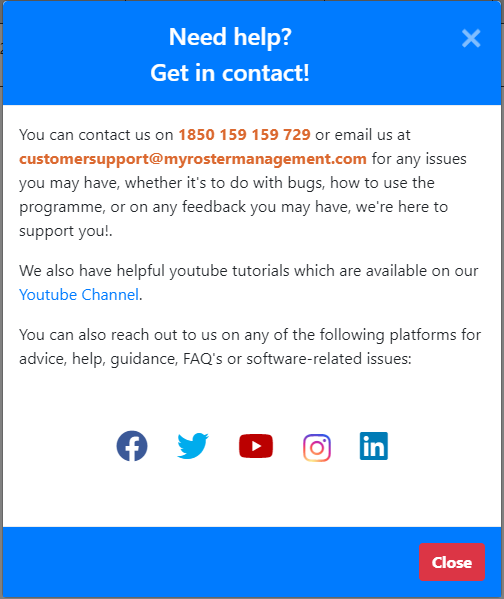 Need help?
Get in contact!
×
You can contact us on 1850 159 159 729 or email us at
customersupport@myrostermanagement.com for any issues
you may have, whether it's to do with bugs, how to use the
programme, or on any feedback you may have, we're here to
support you!.
We also have helpful youtube tutorials which are available on our
Youtube Channel.
You can also reach out to us on any of the following platforms for
advice, help, guidance, FAQ's or software-related issues:
Close